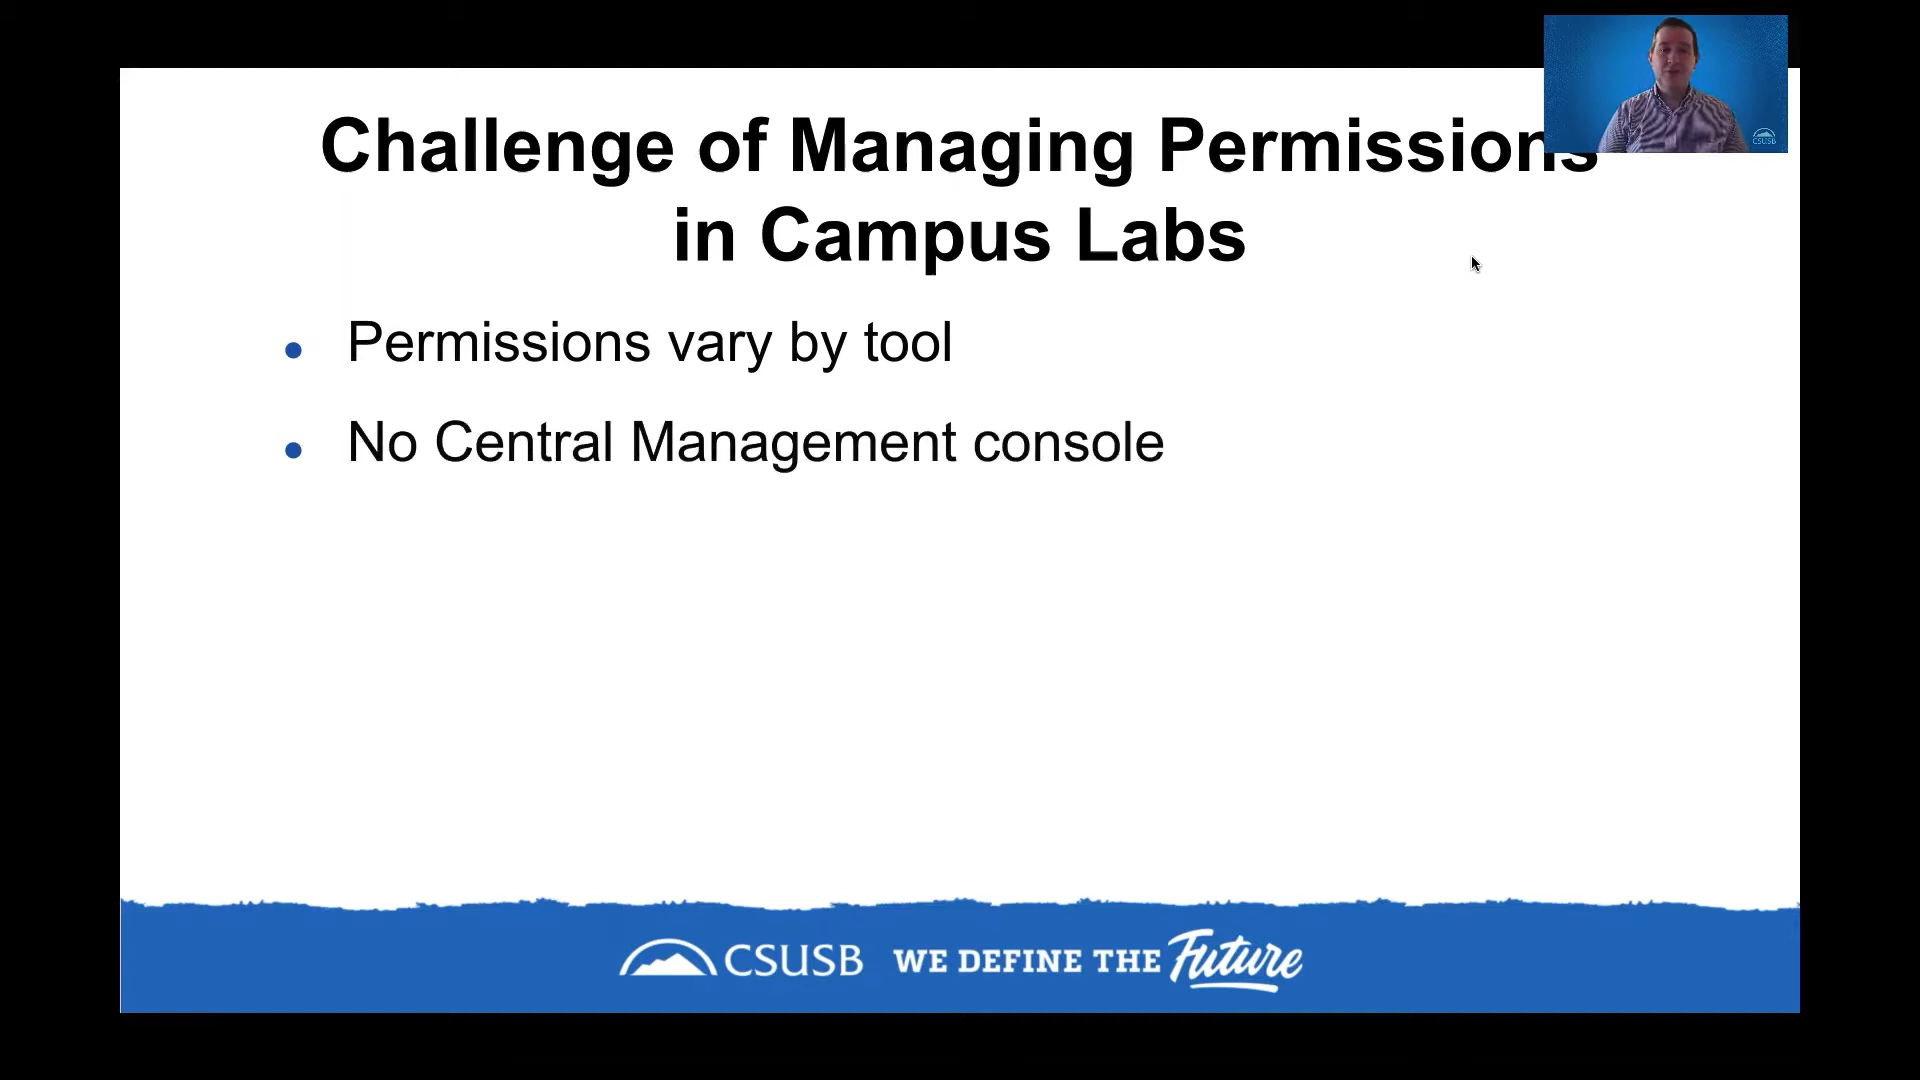 Challenge of Managing Permissions
in Campus Labs
Permissions vary by tool
No Central Management console
CSUSB WE DEFINE THE Future
CSUSB